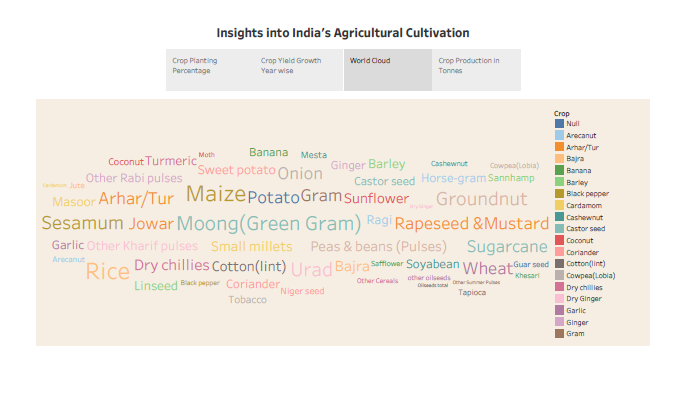 Insights into India's Agricultural Cultivation
Crop Planting
Percentage
Crop Yield Growth
Year wise
World Cloud
Crop Production in
Tonnes
Banana
Mesta
Moth
Coconut
Turmeric
Ginger
Barley
Cashewnut
Cowpea(Lobia)
Sweet potato
Onion
Other Rabi pulses
Castor seed
Horse-gram
Sannhamp
Cardamom
Jute
Masoor
Arhar/Tur
Maize
Potato
Gram
Sunflower
Dry Ginger
Groundnut
Sesamum
Jowar
Moong(Green Gram)
Ragi
Rapeseed &Mustard
Garlic
Other Kharif pulses
Small millets
Peas & beans (Pulses)
Sugarcane
Arecanut
Rice
Dry chillies
Cotton(lint)
Urad
Bajra
Safflower
Soyabean
Wheat
Guar seed
Khesari
Linseed
Black pepper
Coriander
Niger seed
Other Cereals
other oilseeds
Oilseeds total
Other Summer Pulses
Tapioca
Tobacco
Crop
Null
Arecanut
Arhar/Tur
Bajra
Banana
Barley
Black pepper
Cardamom
Cashewnut
Castor seed
Coconut
Coriander
Cotton(lint)
Cowpea(Lobia)
Dry chillies
Dry Ginger
Garlic
Ginger
Gram